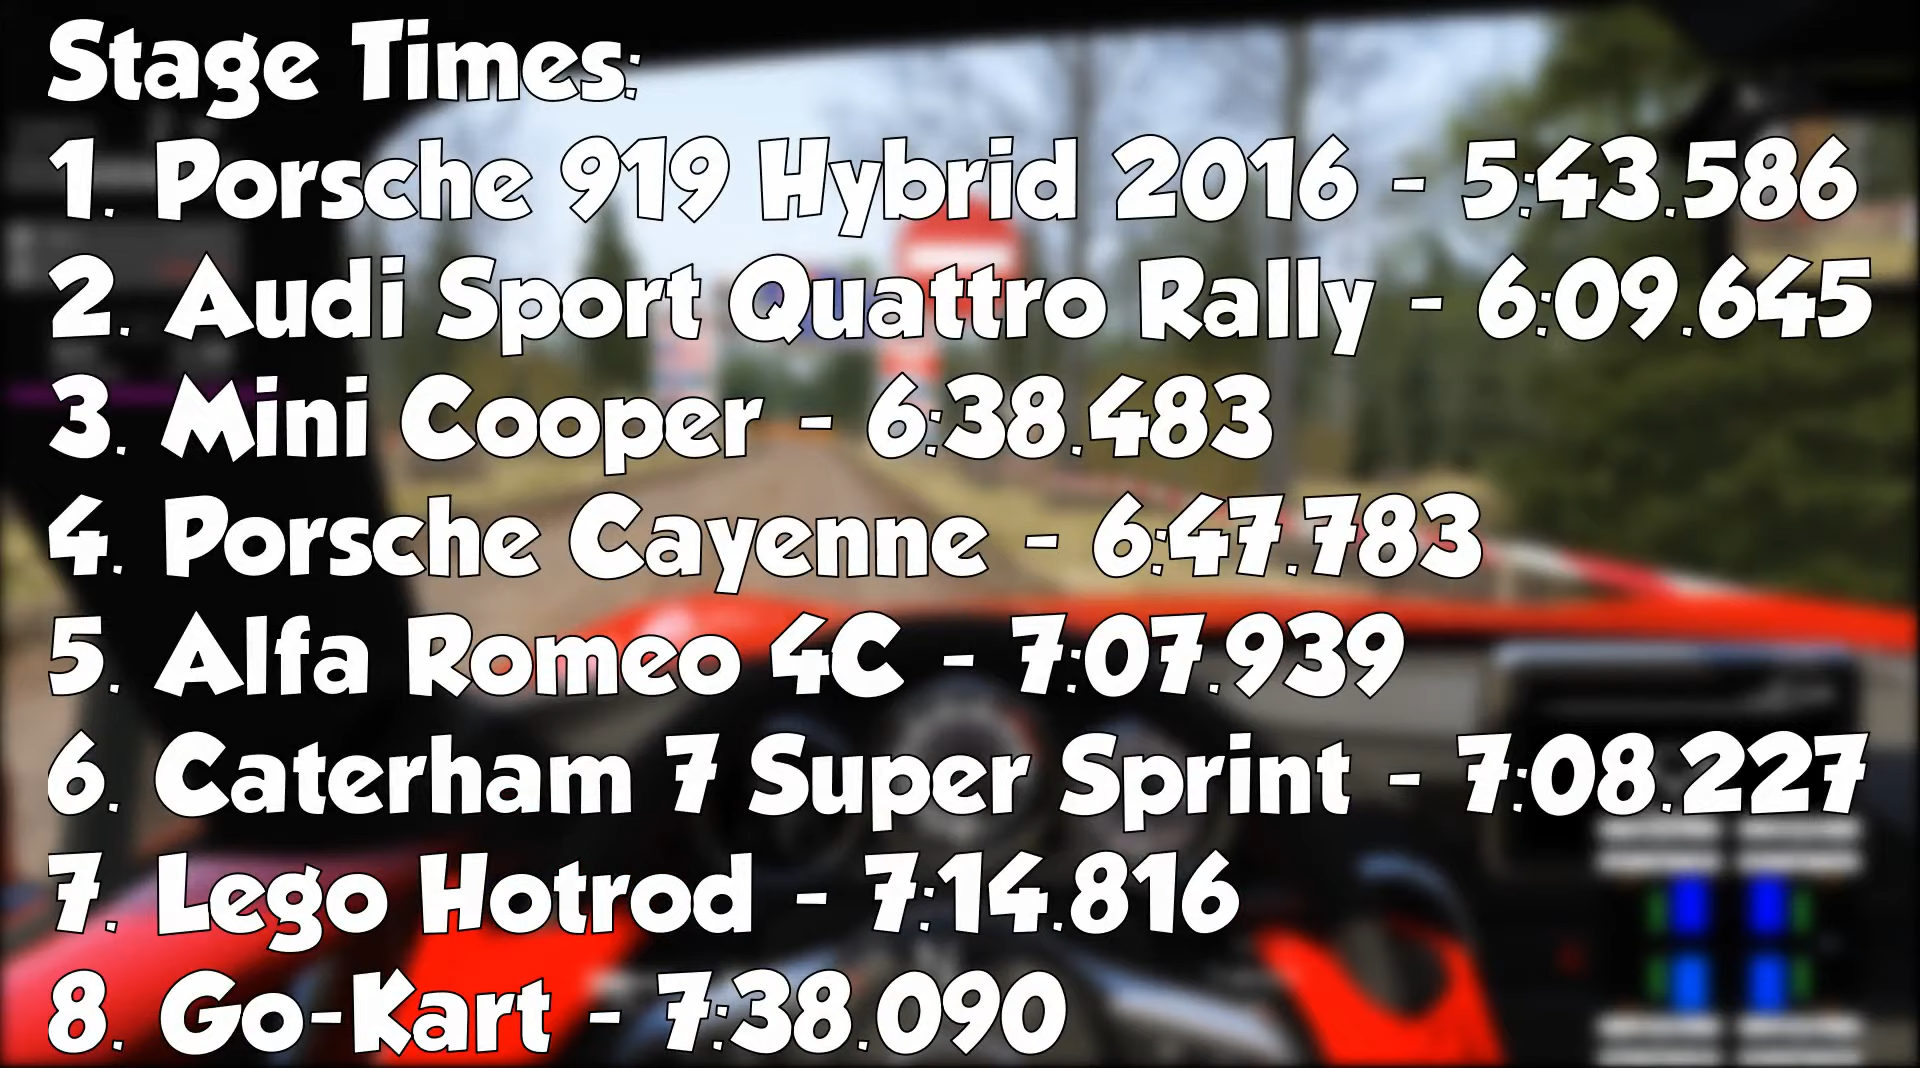 Stage Times:
1. Porsche 919 Hybrid 2016 - 5:43.586
2. Audi Sport Quattro Rally - 6:09.645
3. Mini Cooper - 6:38.483
4. Porsche Cayenne - 6:47.783
5. Alfa Romeo 4C - 7:07.939
6. Caterham 7 Super Sprint - 7:08.227
7. Lego Hotrod - 7:14.816
8. Go-Kart - 7:38.090